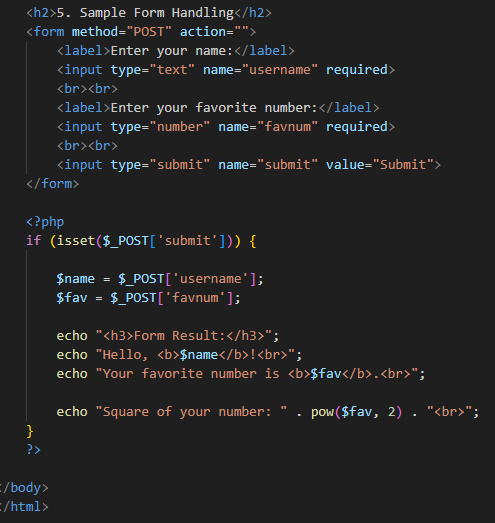 <h2>5. Sample Form Handling</h2>
<form method="POST" action="">
<label>Enter your name:</label>
<input type="text" name="username" required>
<br><br>
<label>Enter your favorite number:</label>
<input type="number" name="favnum" required>
<br><br>
<input type="submit" name="submit" value="Submit">
</form>
<?php
if (isset($_POST['submit'])) {
$name = $_POST['username'];
$fav = $_POST['favnum'];
echo "<h3>Form Result:</h3>";
echo "Hello, <b>$name</b>!<br>";
echo "Your favorite number is <b>$fav</b>.<br>";
echo "Square of your number: " . pow($fav, 2) . "<br>";
}
?>
</body>
</html>